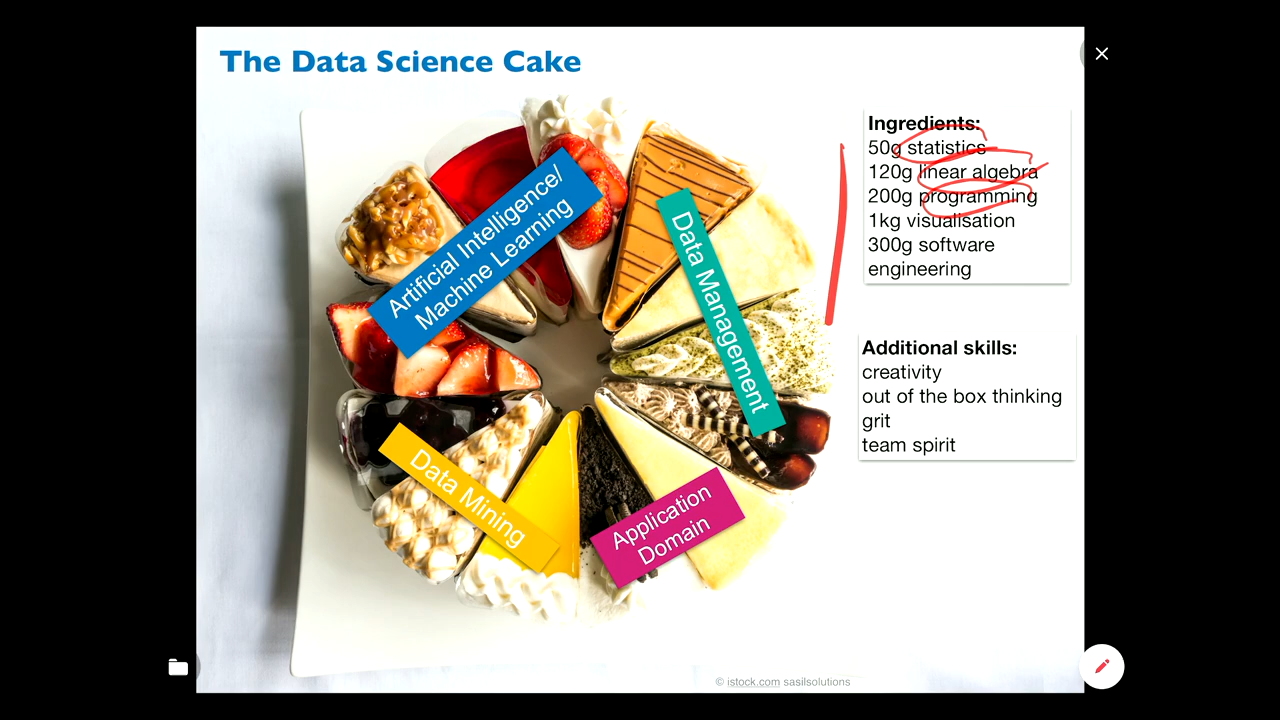 The Data Science Cake
Ingredients:
50g statistics
120g linear algebra
200g programming
1kg visualisation
300g software
engineering
Artificial Intelligence/
Machine Learning
Data Management
Data Mining
Application
Domain
Additional skills:
creativity
out of the box thinking
grit
team spirit
© istock.com sasilsolutions